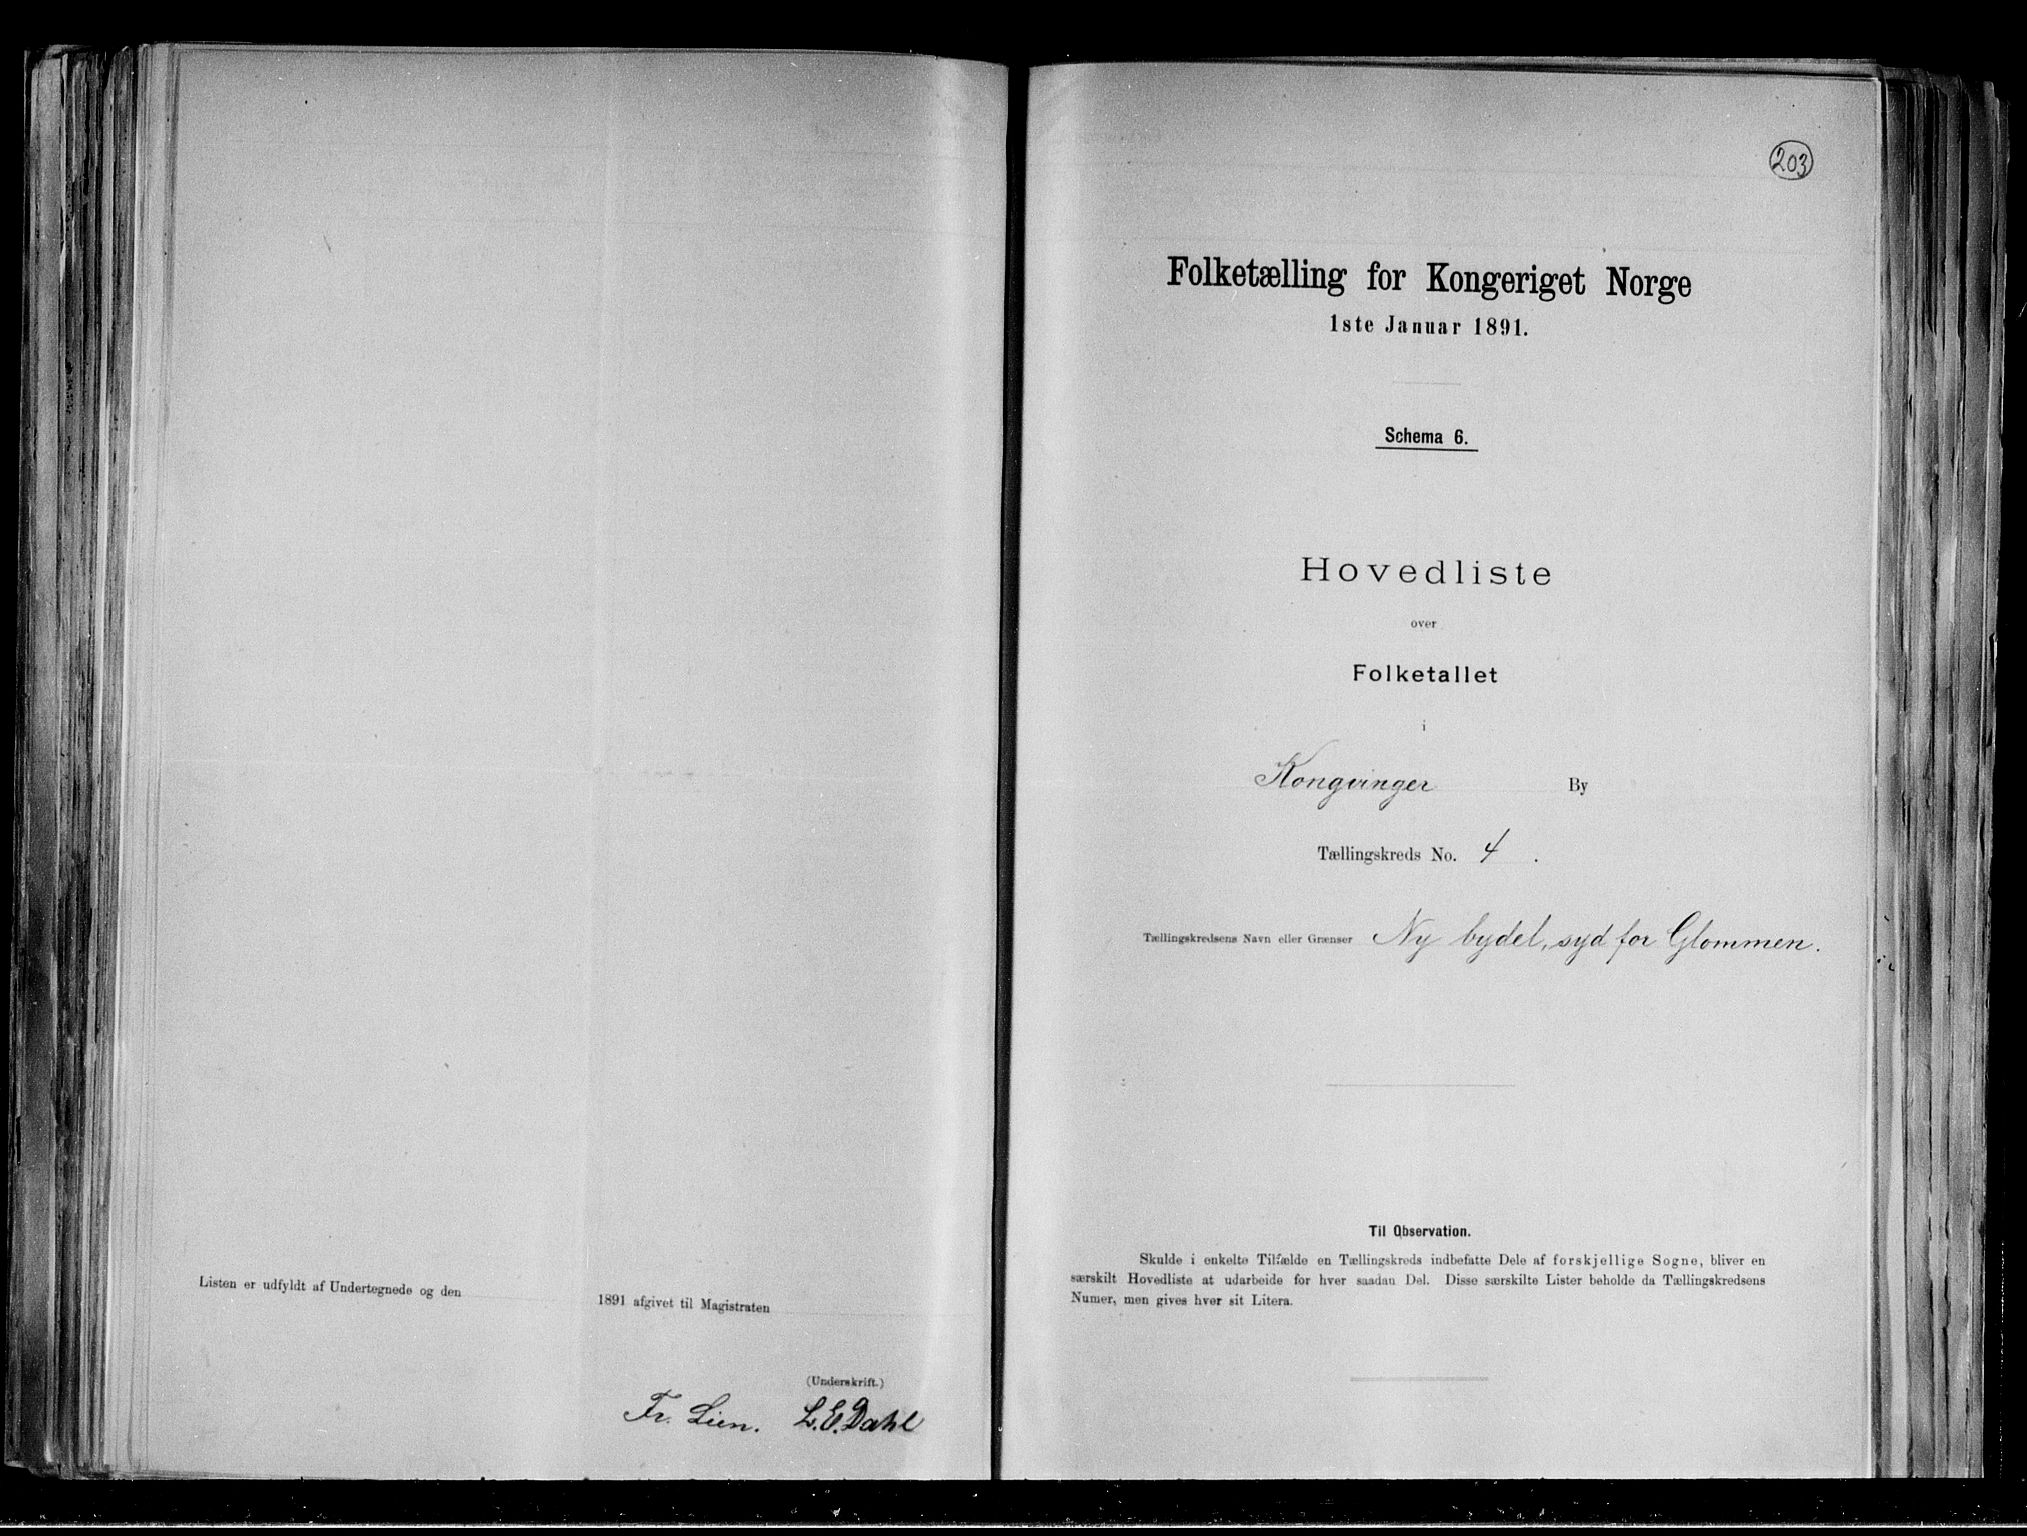 Listen er udfyldt af Undertegnede og den
1891 afgivet til Magistraten
(Underskrift.)
Fr. Lien. L. E. Dahl
203
Folketælling for Kongeriget Norge
1ste Januar 1891.
Schema 6.
Hovedliste
over
Folketallet
i
Kongvinger By
Tællingskreds No. 4.
Tællingskredsens Navn eller Grænser Ny bydel, syd for Glommen.
Til Observation.
Skulde i enkelte Tilfælde en Tællingskreds indbefatte Dele af forskjellige Sogne, bliver en
særskilt Hovedliste at udarbeide for hver saadan Del. Disse særskilte Lister beholde da Tællingskredsens
Numer, men gives hver sit Litera.